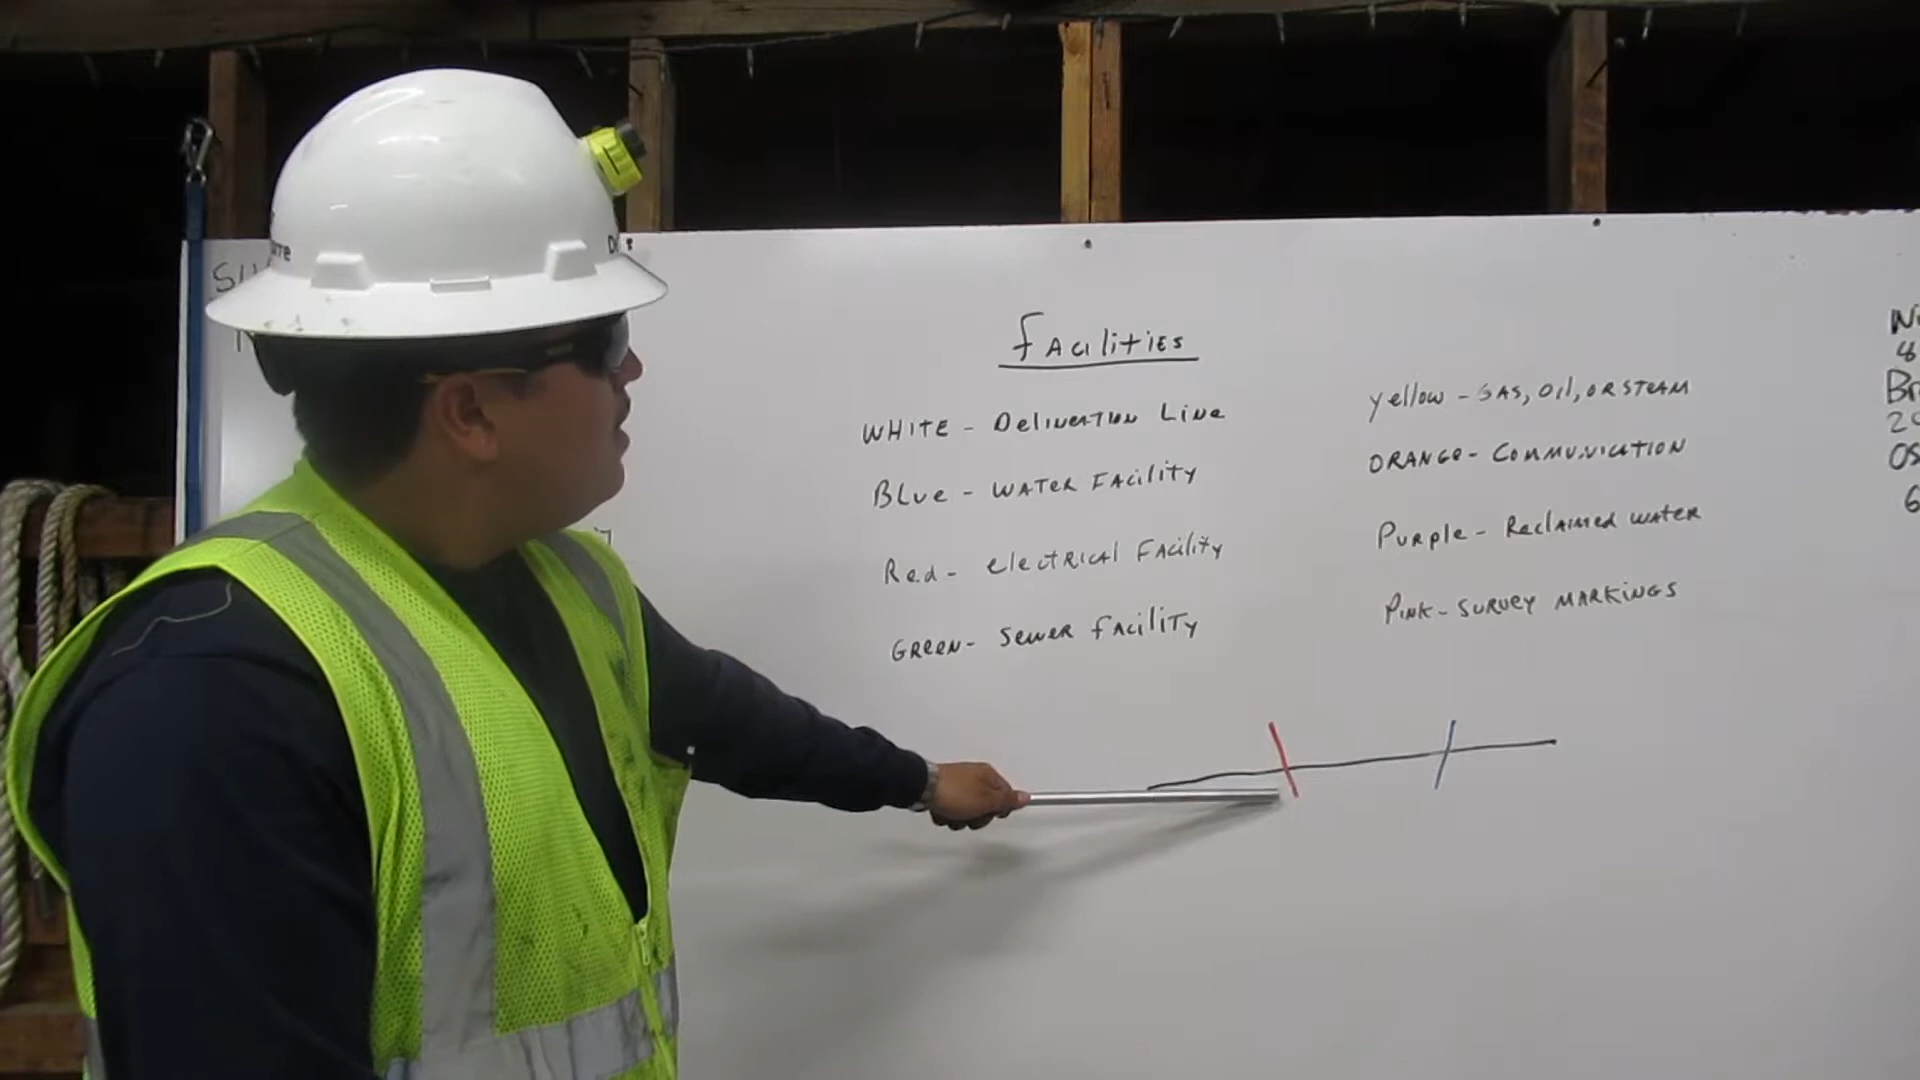 Facilities
WHITE - Delineation Line
Blue - Water Facility
Red - Electrical Facility
Green - Sewer Facility
Yellow - Gas, Oil, or Steam
Orange - Communication
Purple - Reclaimed Water
Pink - Survey Markings